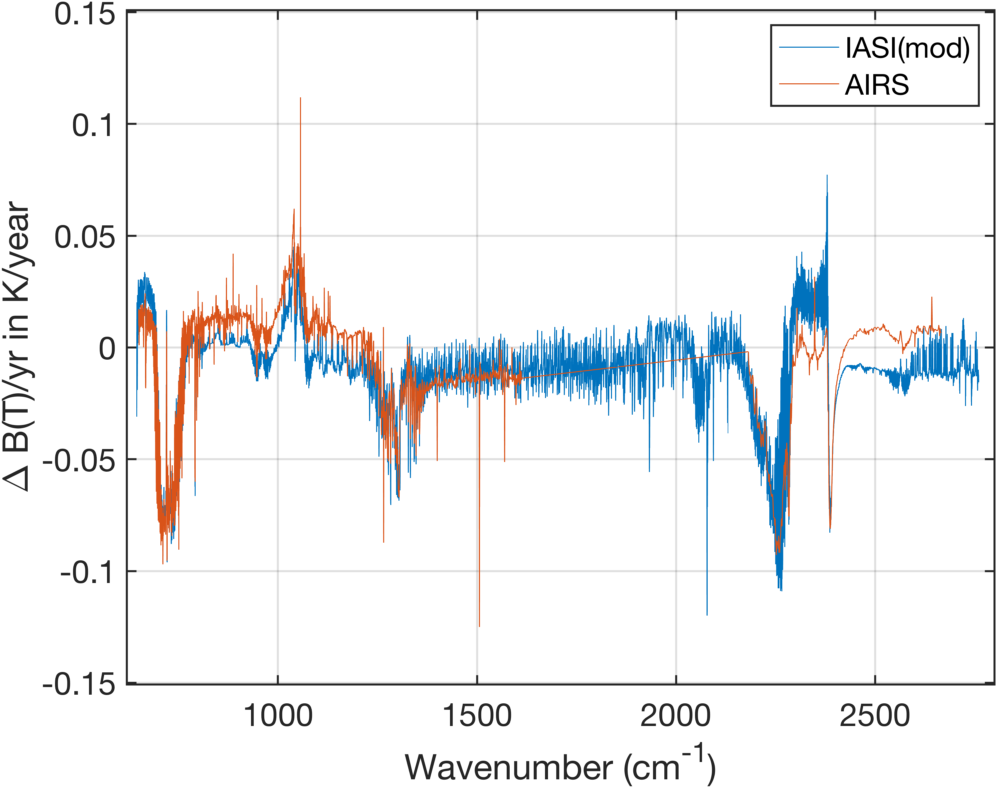 0.15
0.1
0.05
0
-0.05
-0.1
-0.15
Δ B(T)/yr in K/year
IASI(mod)
AIRS
1000 1500 2000 2500
Wavenumber (cm⁻¹)